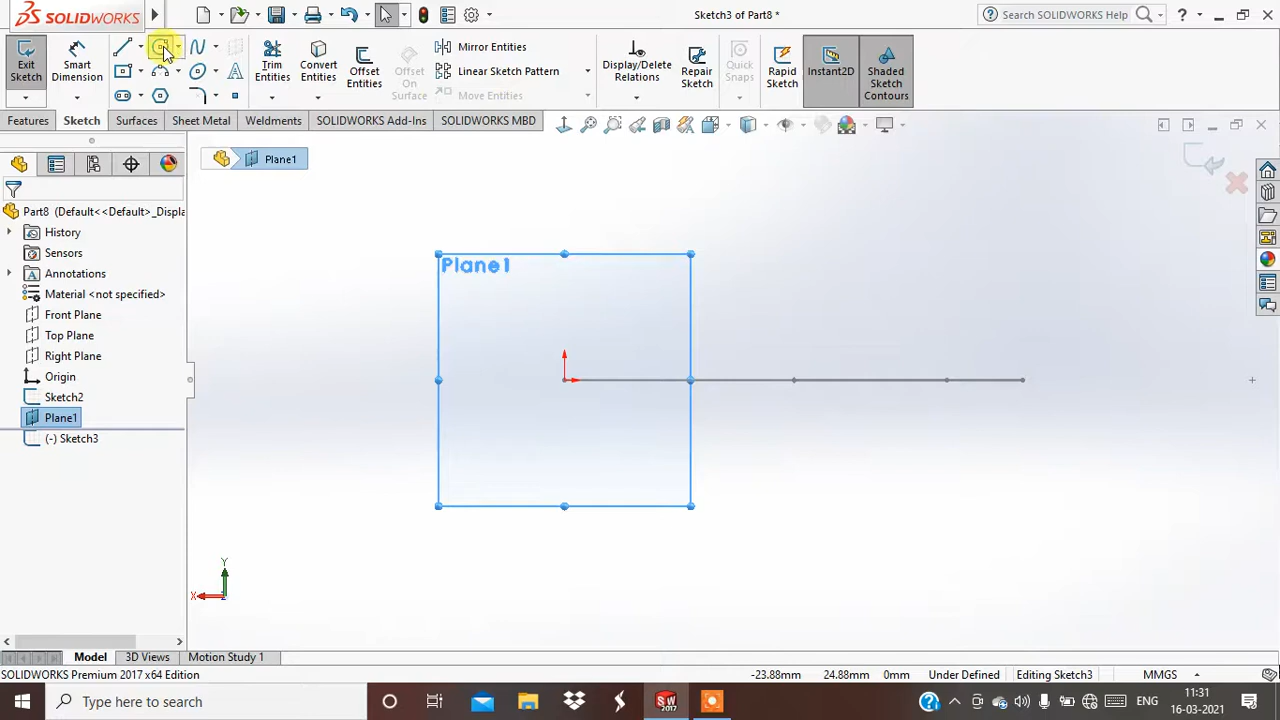 SOLIDWORKS
Sketch3 of Part8 *
Search SOLIDWORKS Help
Exit Sketch
Smart Dimension
Trim Entities
Convert Entities
Offset Entities
Offset On Surface
Mirror Entities
Linear Sketch Pattern
Move Entities
Display/Delete Relations
Repair Sketch
Quick Snaps
Rapid Sketch
Instant2D
Shaded Sketch Contours
Features
Sketch
Surfaces
Sheet Metal
Weldments
SOLIDWORKS Add-Ins
SOLIDWORKS MBD
Plane1
Part8 (Default<<Default>_Displa
History
Sensors
Annotations
Material <not specified>
Front Plane
Top Plane
Right Plane
Origin
Sketch2
Plane1
(-) Sketch3
Plane1
Y
X
Model
3D Views
Motion Study 1
SOLIDWORKS Premium 2017 x64 Edition
-23.88mm
24.88mm
0mm
Under Defined
Editing Sketch3
MMGS
Type here to search
SW
2017
ENG
11:31
16-03-2021